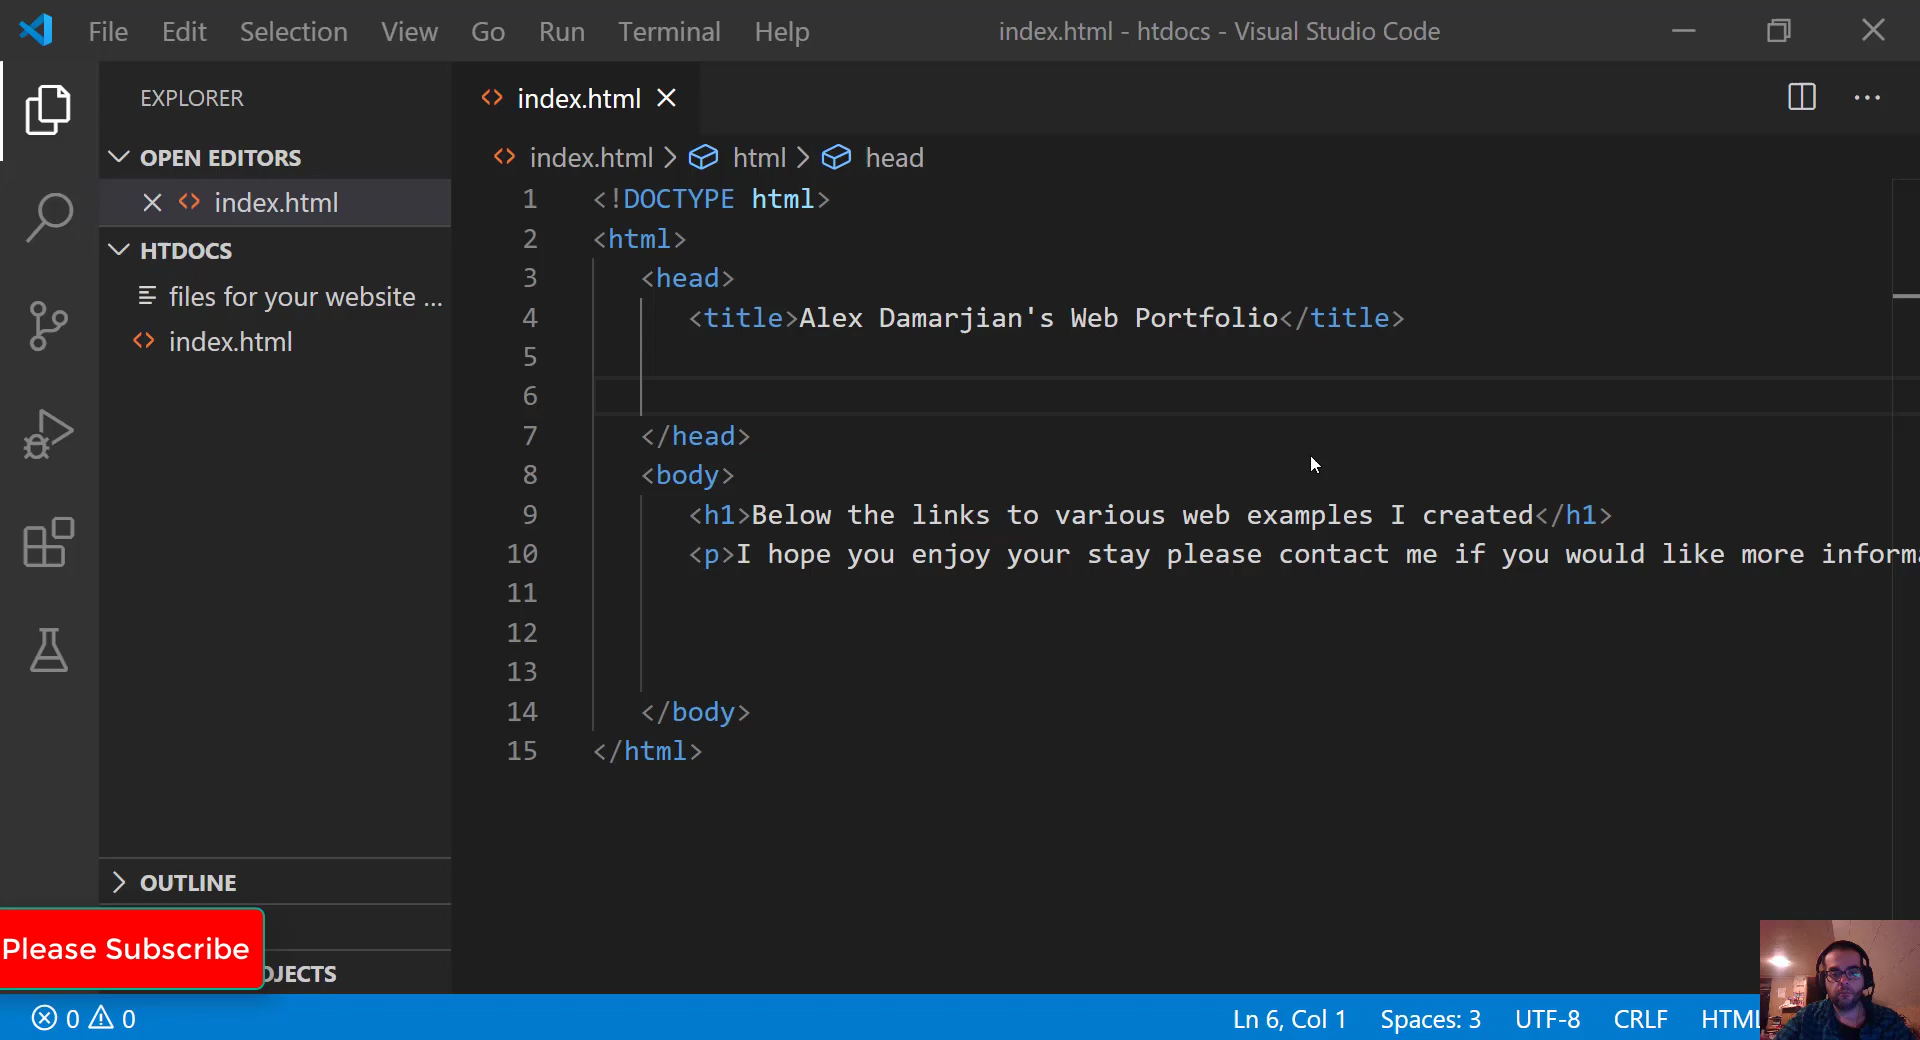 File Edit Selection View Go Run Terminal Help index.html - htdocs - Visual Studio Code
EXPLORER
OPEN EDITORS
index.html
HTDOCS
files for your website ...
index.html
OUTLINE
Please Subscribe
OJECTS
index.html
index.html > html > head
1 <!DOCTYPE html>
2 <html>
3 <head>
4 <title>Alex Damarjian's Web Portfolio</title>
5
6
7 </head>
8 <body>
9 <h1>Below the links to various web examples I created</h1>
10 <p>I hope you enjoy your stay please contact me if you would like more inform
11
12
13
14 </body>
15 </html>
0 0 Ln 6, Col 1 Spaces: 3 UTF-8 CRLF HTML